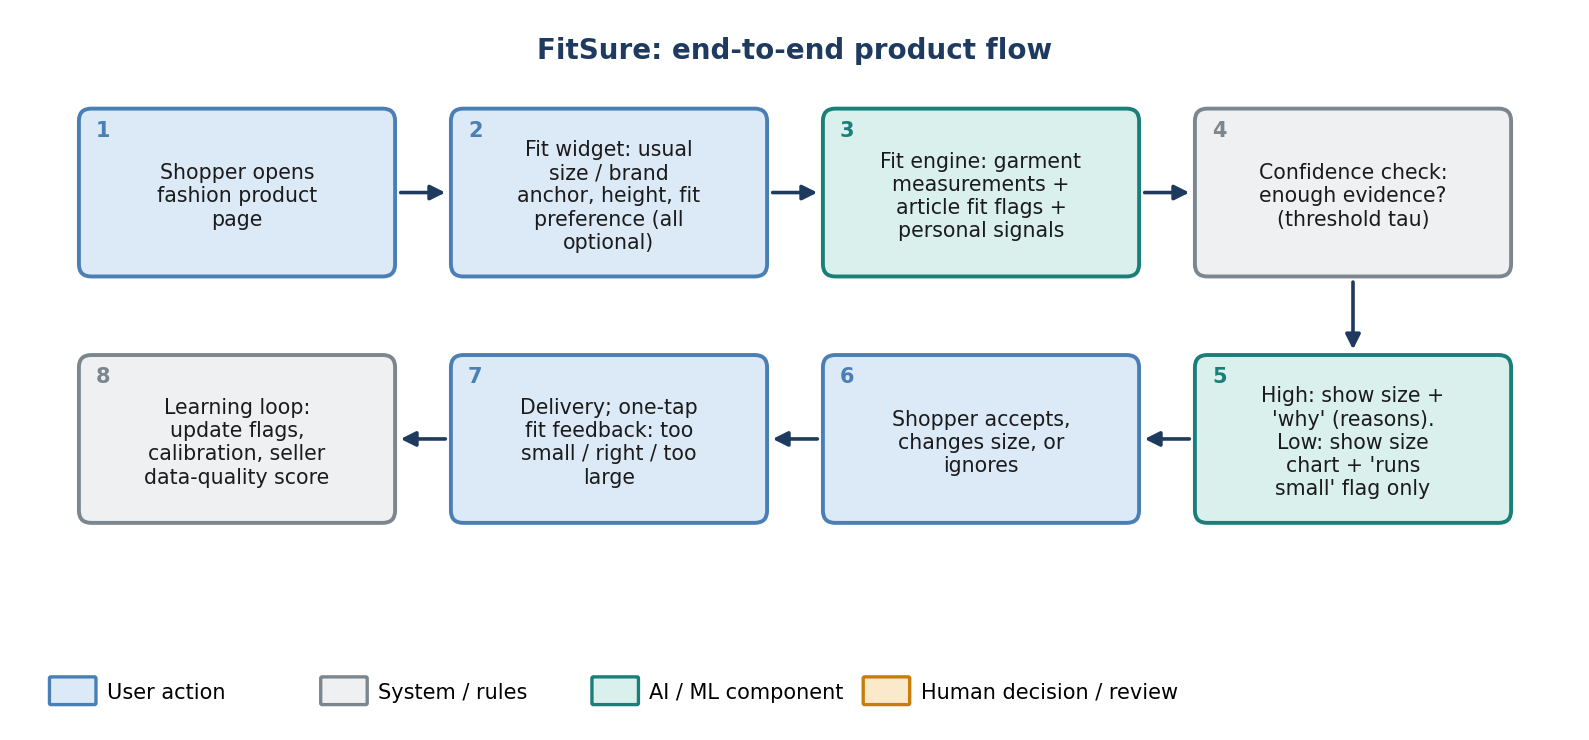 FitSure: end-to-end product flow
1
Shopper opens
fashion product
page
2
Fit widget: usual
size / brand
anchor, height, fit
preference (all
optional)
3
Fit engine: garment
measurements +
article fit flags +
personal signals
4
Confidence check:
enough evidence?
(threshold tau)
5
High: show size +
'why' (reasons).
Low: show size
chart + 'runs
small' flag only
6
Shopper accepts,
changes size, or
ignores
7
Delivery; one-tap
fit feedback: too
small / right / too
large
8
Learning loop:
update flags,
calibration, seller
data-quality score
User action
System / rules
AI / ML component
Human decision / review